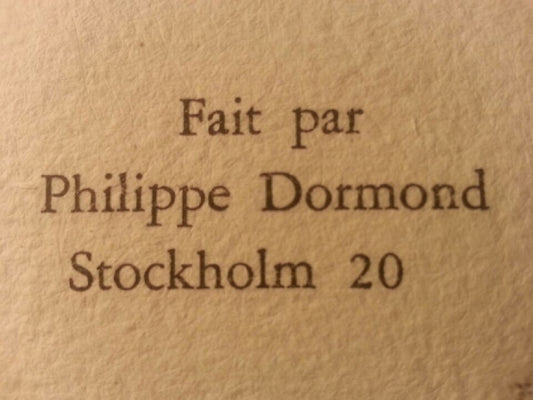 Fait par
Philippe Dormond
Stockholm 20